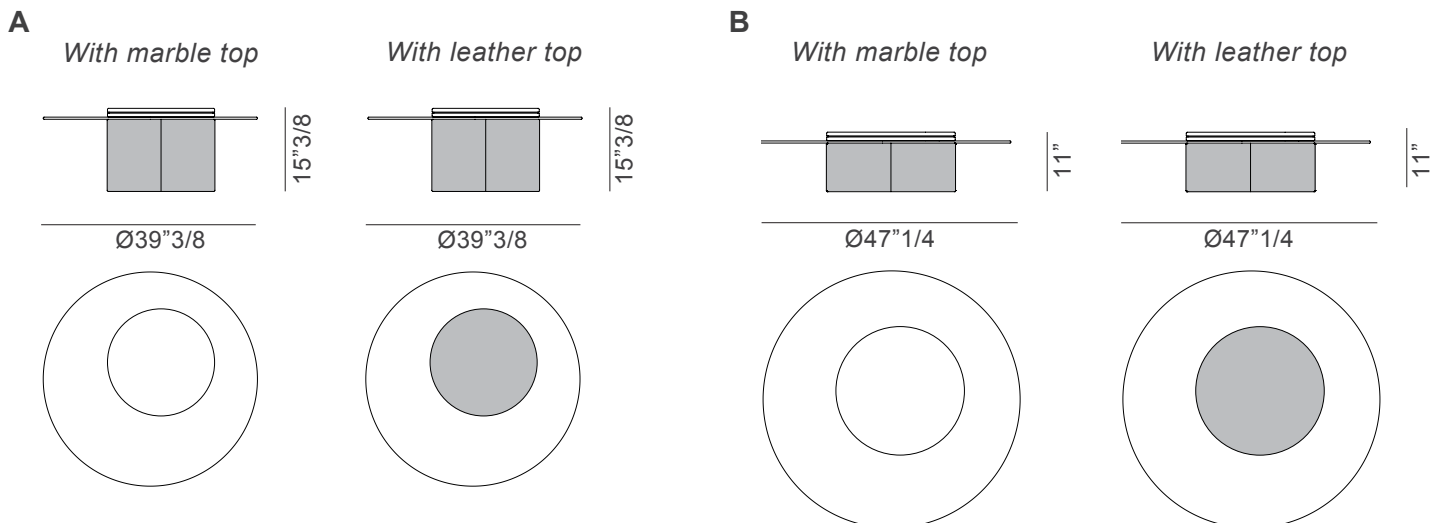 A
With marble top
With leather top
15”3/8
15”3/8
Ø39”3/8
Ø39”3/8
B
With marble top
With leather top
11”
11”
Ø47”1/4
Ø47”1/4